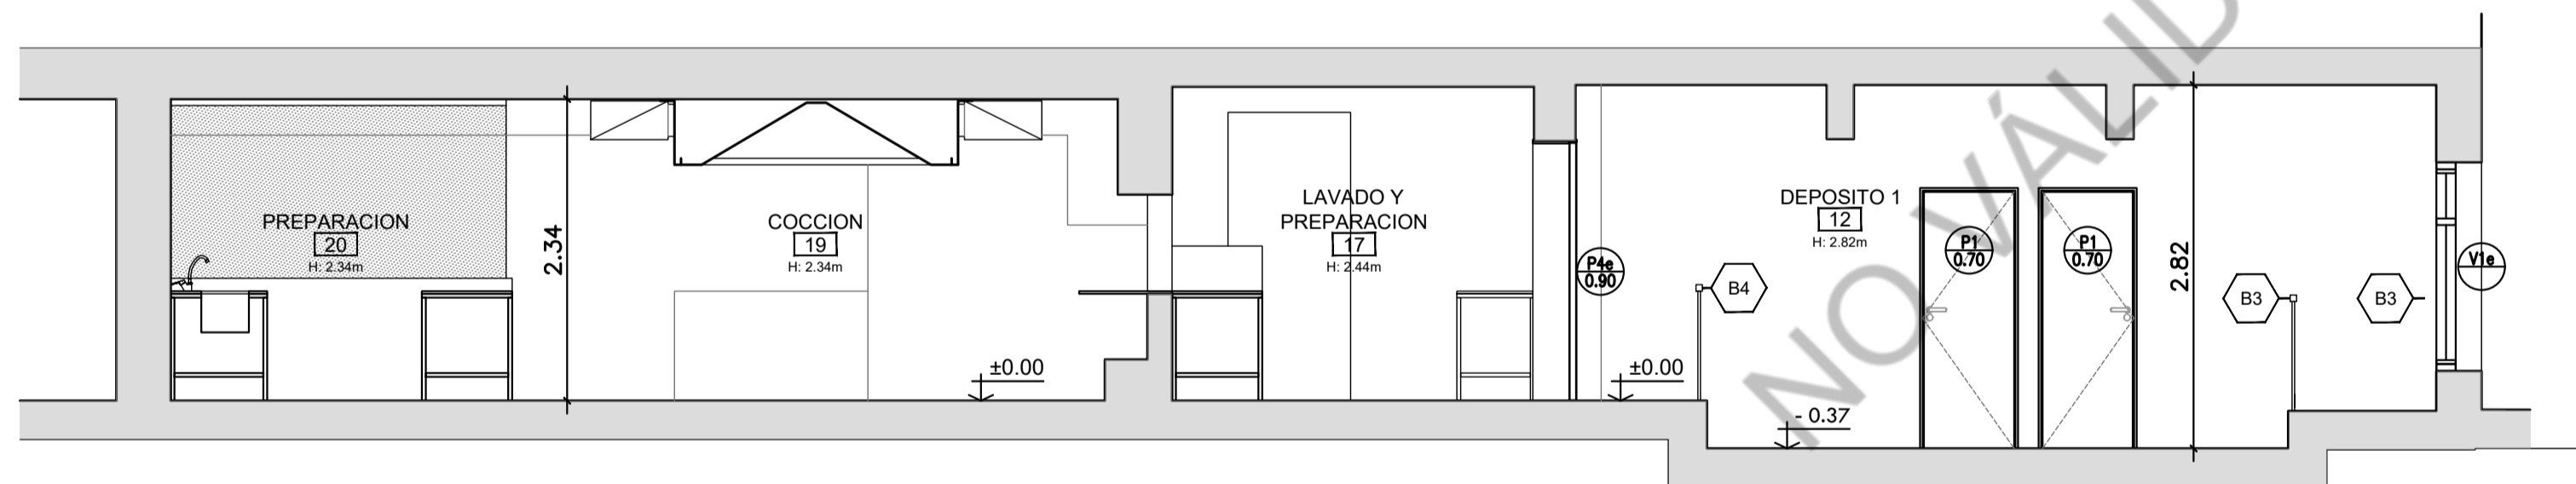 PREPARACION
20
H: 2.34m
2.34
COCCION
19
H: 2.34m
±0.00
LAVADO Y
PREPARACION
17
H: 2.44m
P4e
0.90
±0.00
B4
DEPOSITO 1
12
H: 2.82m
- 0.37
P1
0.70
P1
0.70
2.82
B3
B3
V1e
NO VÁLID